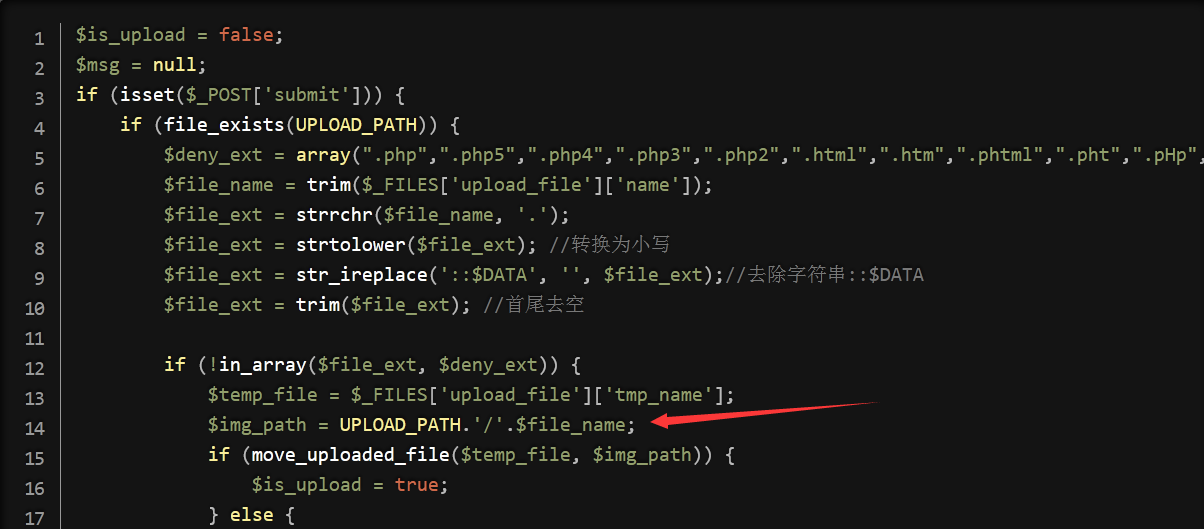 1 $is_upload = false;
2 $msg = null;
3 if (isset($_POST['submit'])) {
4 if (file_exists(UPLOAD_PATH)) {
5 $deny_ext = array(".php",".php5",".php4",".php3",".php2",".html",".htm",".phtml",".pht",".pHp",
6 $file_name = trim($_FILES['upload_file']['name']);
7 $file_ext = strrchr($file_name, '.');
8 $file_ext = strtolower($file_ext); //转换为小写
9 $file_ext = str_ireplace('::$DATA', '', $file_ext);//去除字符串::$DATA
10 $file_ext = trim($file_ext); //首尾去空
11
12 if (!in_array($file_ext, $deny_ext)) {
13 $temp_file = $_FILES['upload_file']['tmp_name'];
14 $img_path = UPLOAD_PATH.'/'.$file_name;
15 if (move_uploaded_file($temp_file, $img_path)) {
16 $is_upload = true;
17 } else {